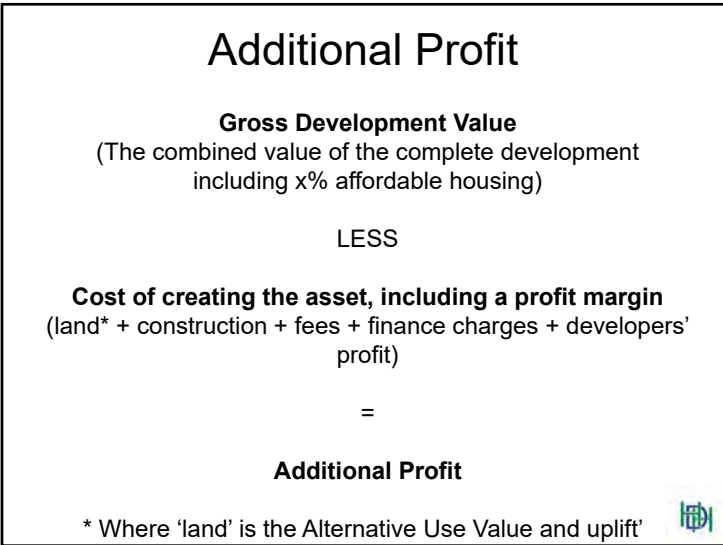 Additional Profit
Gross Development Value
(The combined value of the complete development
including x% affordable housing)
LESS
Cost of creating the asset, including a profit margin
(land* + construction + fees + finance charges + developers’
profit)
=
Additional Profit
* Where ‘land’ is the Alternative Use Value and uplift’
HDH